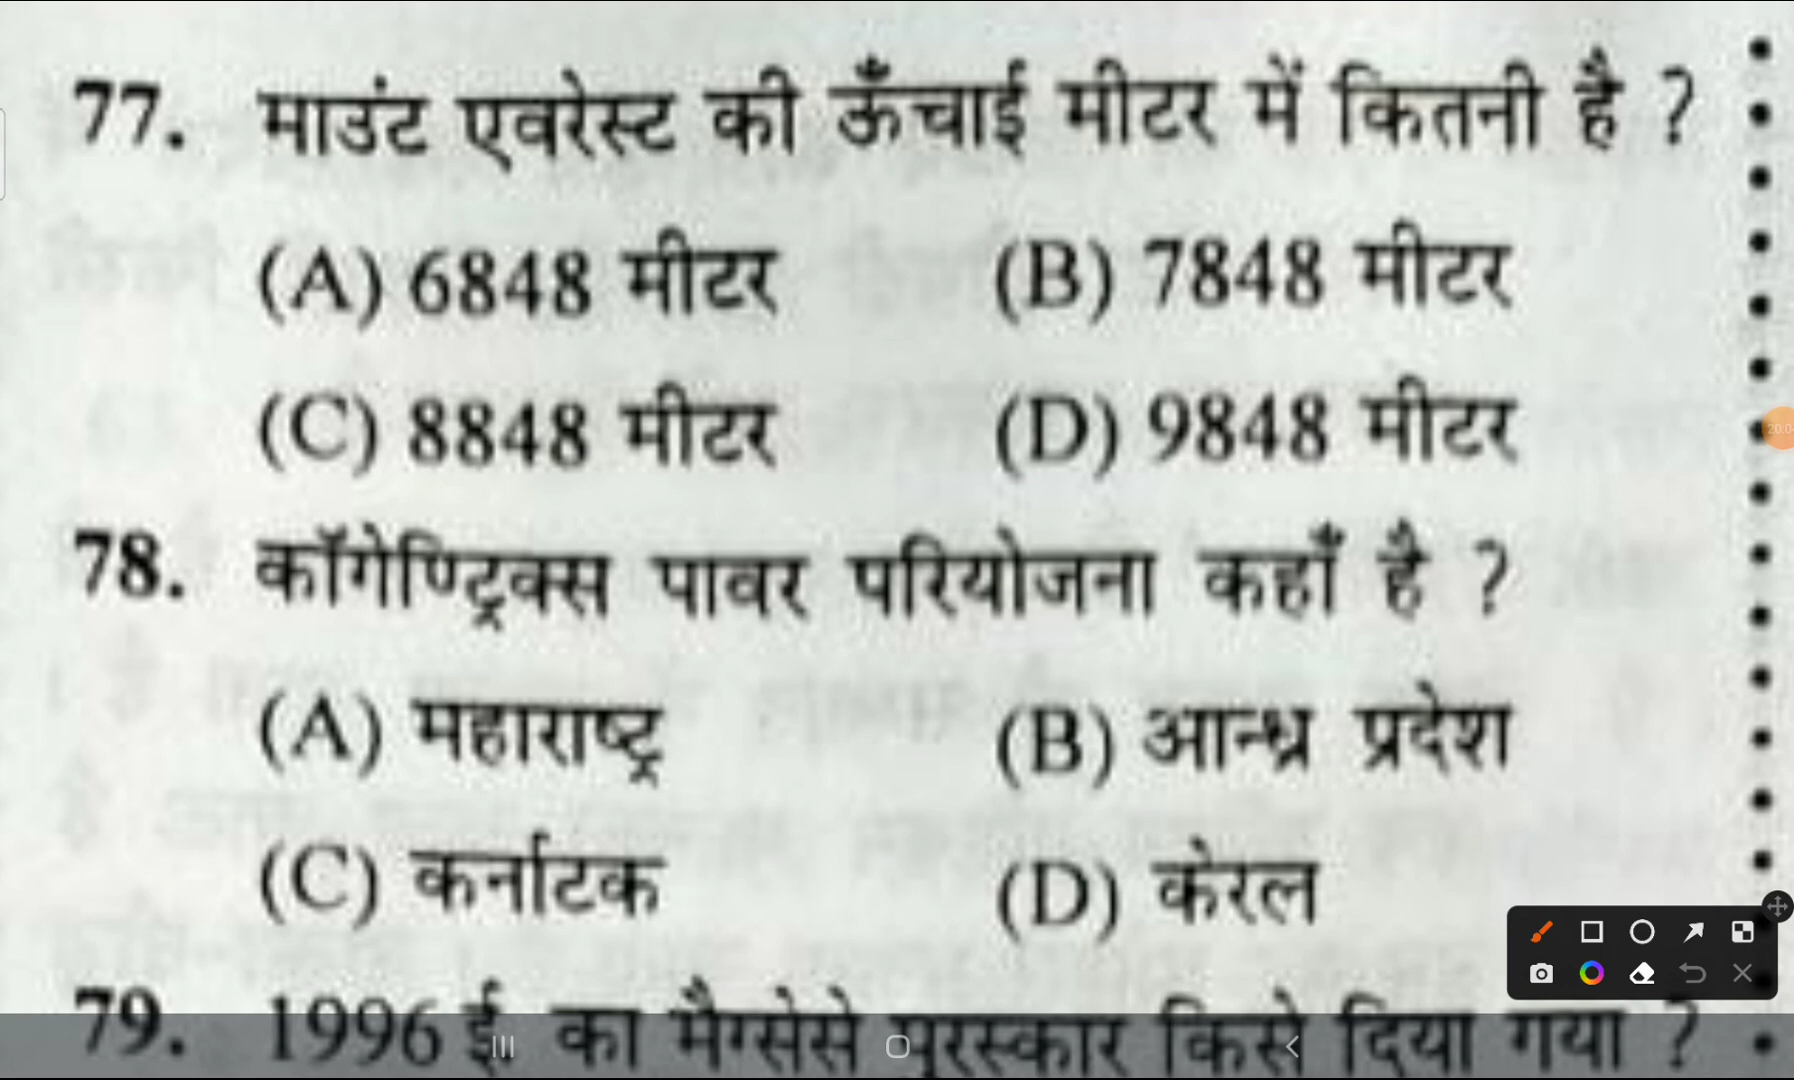 77. माउंट एवरेस्ट की ऊँचाई मीटर में कितनी है ?
(A) 6848 मीटर (B) 7848 मीटर
(C) 8848 मीटर (D) 9848 मीटर
78. कॉगेण्ट्रिक्स पावर परियोजना कहाँ है ?
(A) महाराष्ट्र (B) आन्ध्र प्रदेश
(C) कर्नाटक (D) केरल
79. 1996 ई का मैग्सेसे पुरस्कार किसे दिया गया ?